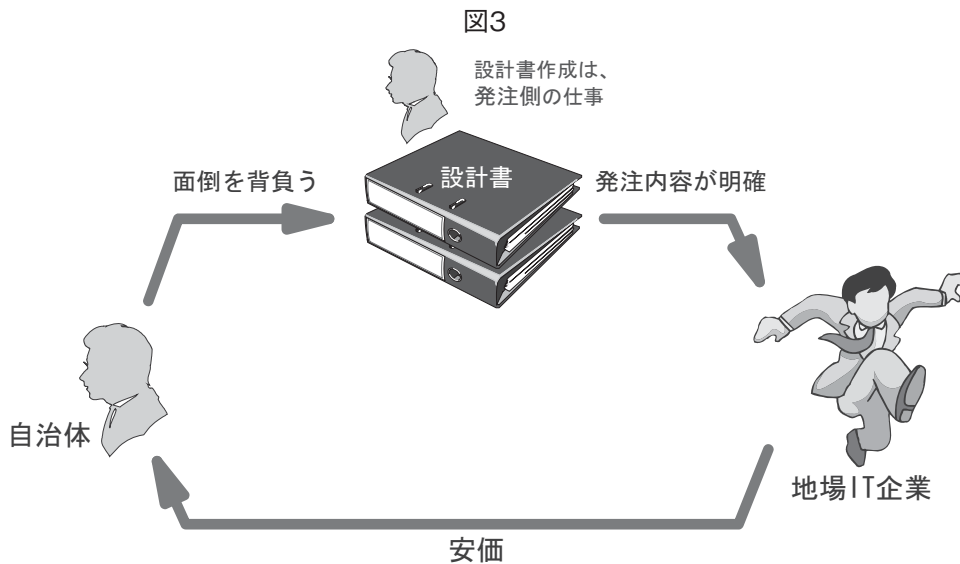 図3
設計書作成は、
発注側の仕事
面倒を背負う
設計書
発注内容が明確
自治体
地場IT企業
安価